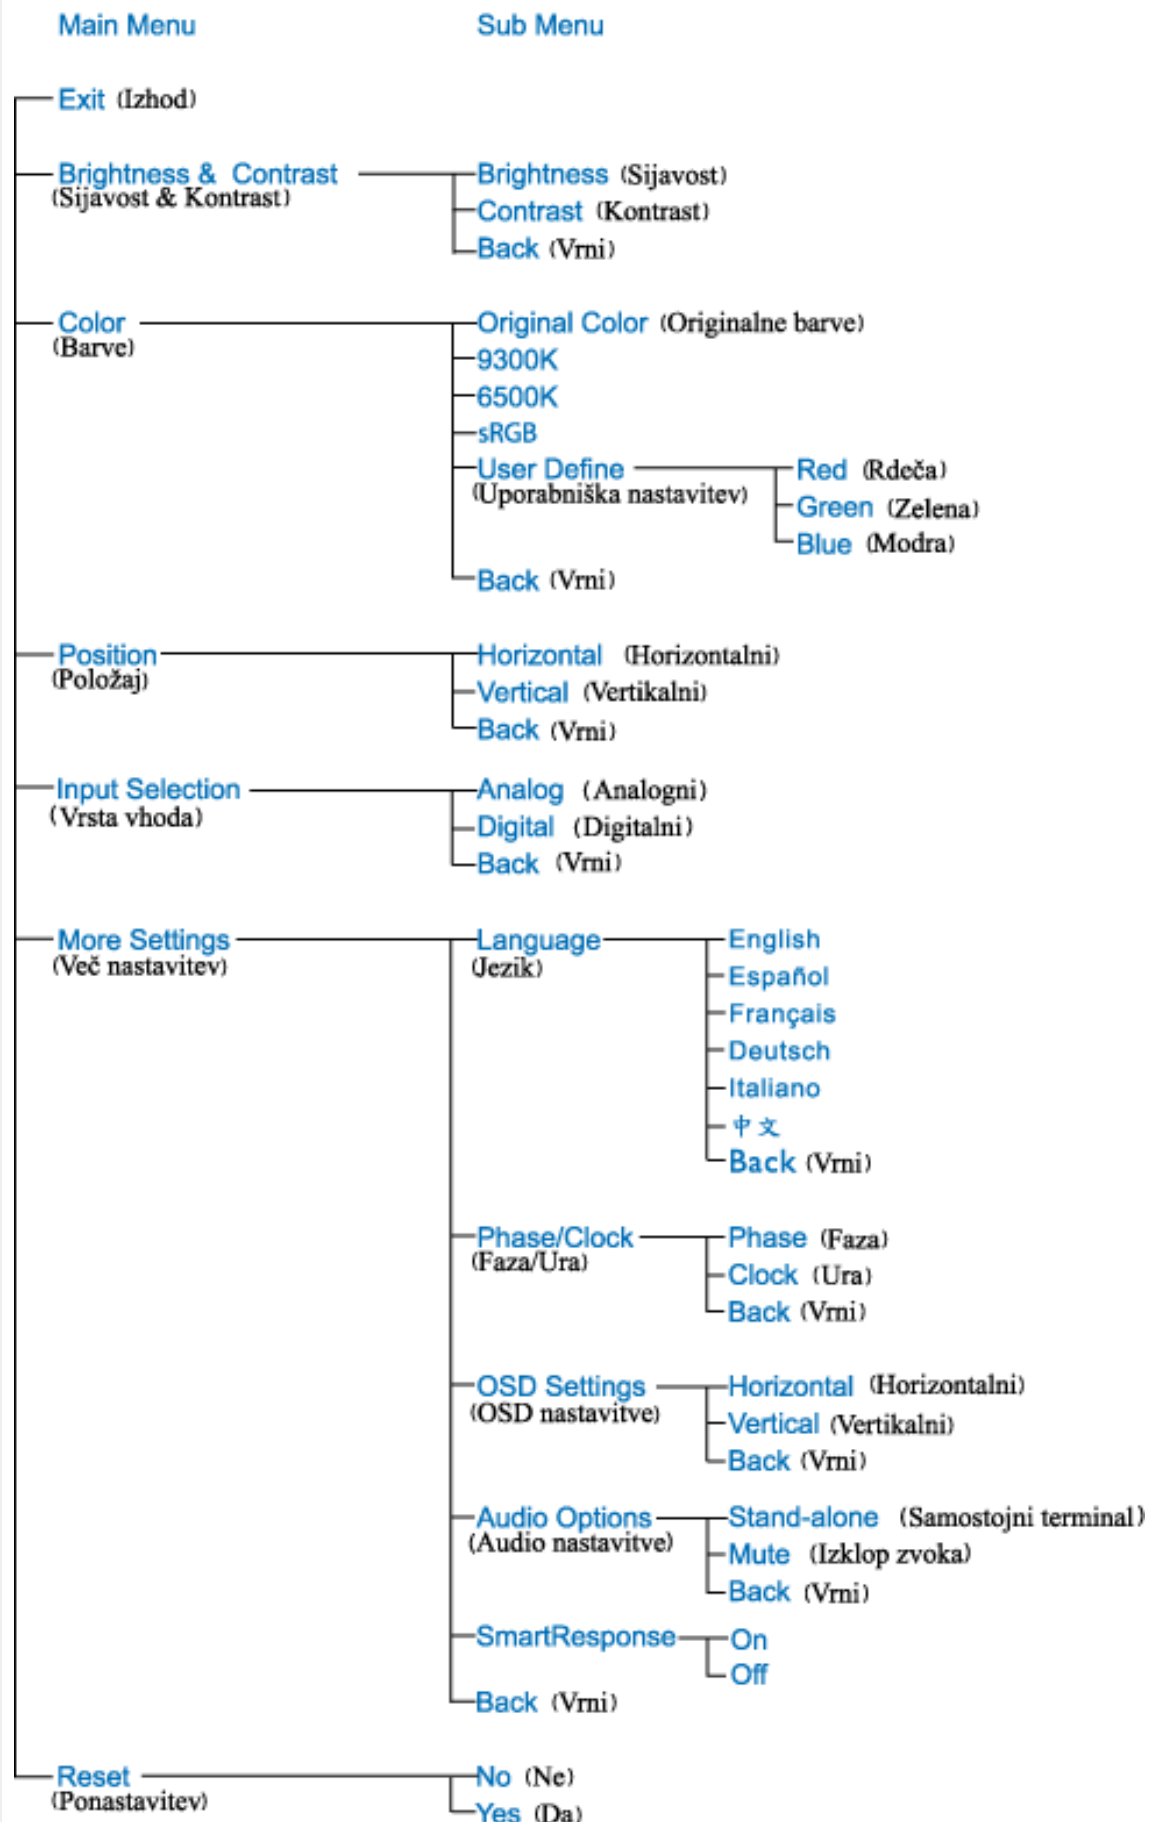 Main Menu Sub Menu
Exit (Izhod)
Brightness & Contrast Brightness (Sijavost)
(Sijavost & Kontrast)
Contrast (Kontrast)
Back (Vrni)
Color Original Color (Originalne barve)
(Barve)
9300K
6500K
sRGB
User Define Red (Rdeča)
(Uporabniška nastavitev)
Green (Zelena)
Blue (Modra)
Back (Vrni)
Position Horizontal (Horizontalni)
(Položaj)
Vertical (Vertikalni)
Back (Vrni)
Input Selection Analog (Analogni)
(Vrsta vhoda)
Digital (Digitalni)
Back (Vrni)
More Settings Language English
(Več nastavitev) (Jezik)
Español
Français
Deutsch
Italiano
中文
Back (Vrni)
Phase/Clock Phase (Faza)
(Faza/Ura)
Clock (Ura)
Back (Vrni)
OSD Settings Horizontal (Horizontalni)
(OSD nastavitve)
Vertical (Vertikalni)
Back (Vrni)
Audio Options Stand-alone (Samostojni terminal)
(Audio nastavitve)
Mute (Izklop zvoka)
Back (Vrni)
SmartResponse On
Off
Back (Vrni)
Reset No (Ne)
(Ponastavitev)
Yes (Da)